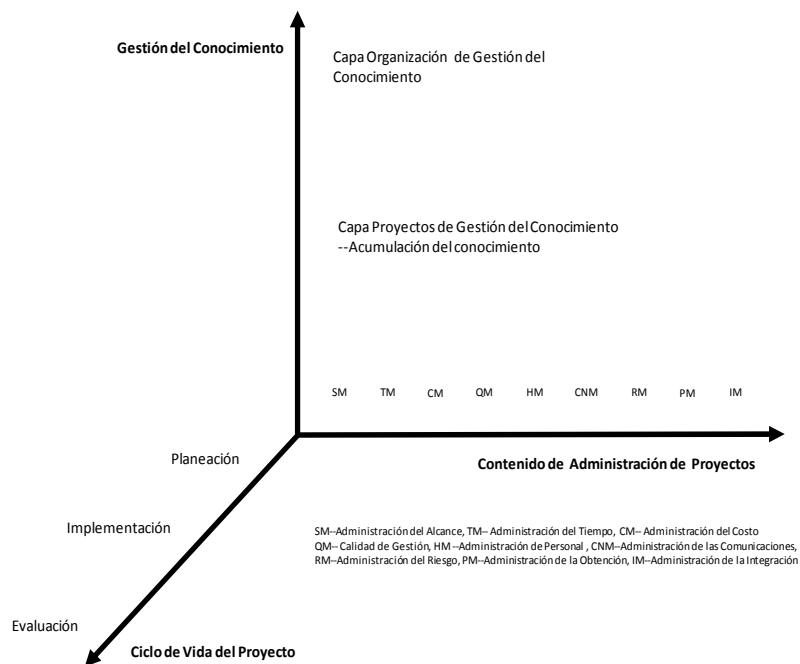 Gestión del Conocimiento
Capa Organización de Gestión del
Conocimiento
Capa Proyectos de Gestión del Conocimiento
--Acumulación del conocimiento
SM TM CM QM HM CNM RM PM IM
Planeación
Contenido de Administración de Proyectos
Implementación
SM--Administración del Alcance, TM-- Administración del Tiempo, CM-- Administración del Costo
QM-- Calidad de Gestión, HM --Administración de Personal , CNM--Administración de las Comunicaciones,
RM--Administración del Riesgo, PM--Administración de la Obtención, IM--Administración de la Integración
Evaluación
Ciclo de Vida del Proyecto